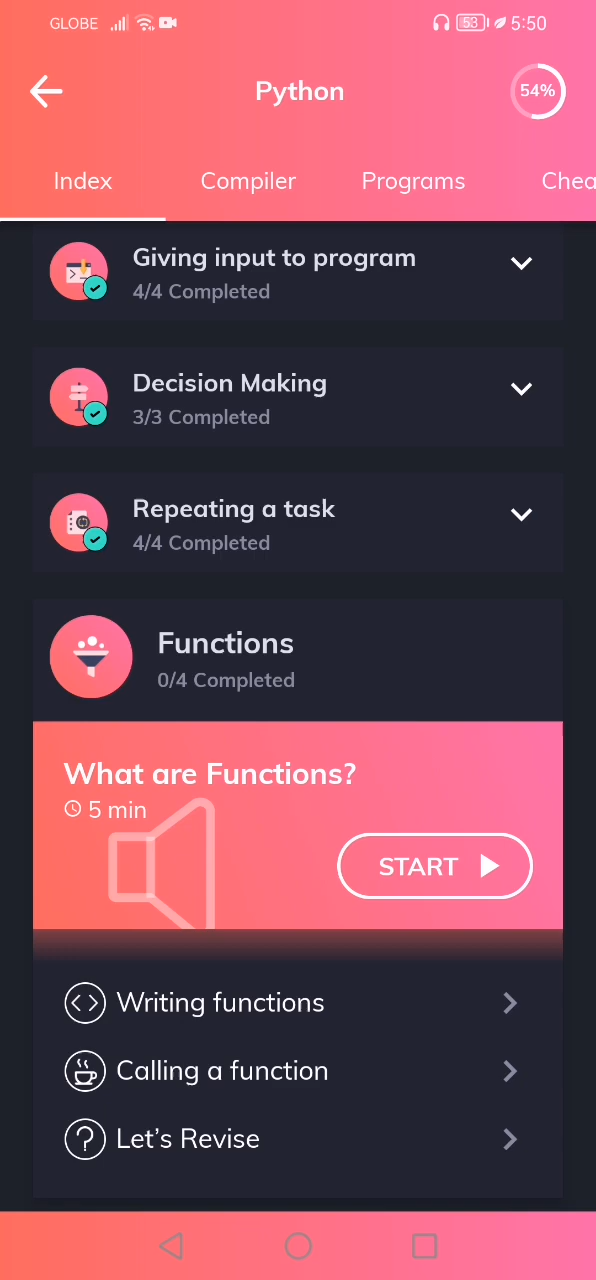 GLOBE 53 5:50
Python 54%
Index Compiler Programs Chea
Giving input to program
4/4 Completed
Decision Making
3/3 Completed
Repeating a task
4/4 Completed
Functions
0/4 Completed
What are Functions?
5 min
START
Writing functions
Calling a function
? Let's Revise